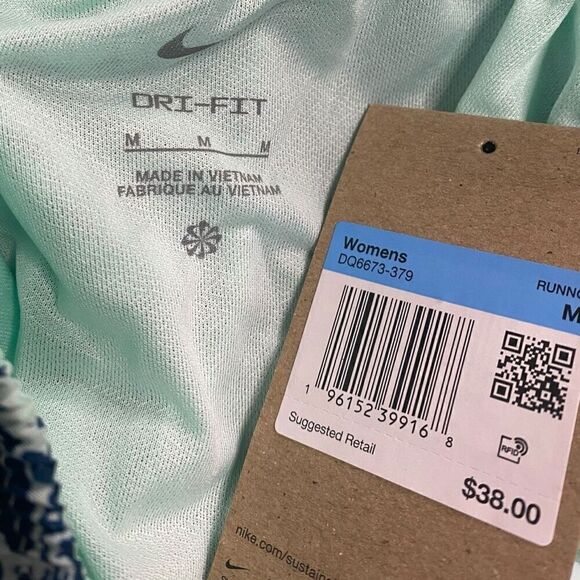 DRI-FIT
M M M
MADE IN VIETNAM
FABRIQUE AU VIETNAM
Womens
DQ6673-379
M
1 96152 39916 8
Suggested Retail
RFID
$38.00
nike.com/sustaina